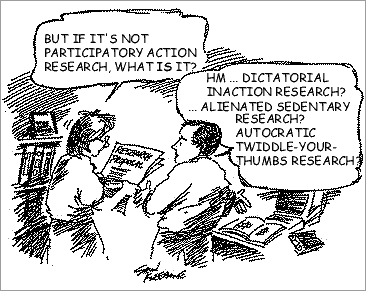 BUT IF IT'S NOT
PARTICIPATORY ACTION
RESEARCH, WHAT IS IT?
HM ... DICTATORIAL
INACTION RESEARCH?
... ALIENATED SEDENTARY
RESEARCH?
AUTOCRATIC
TWIDDLE-YOUR-
THUMBS RESEARCH?